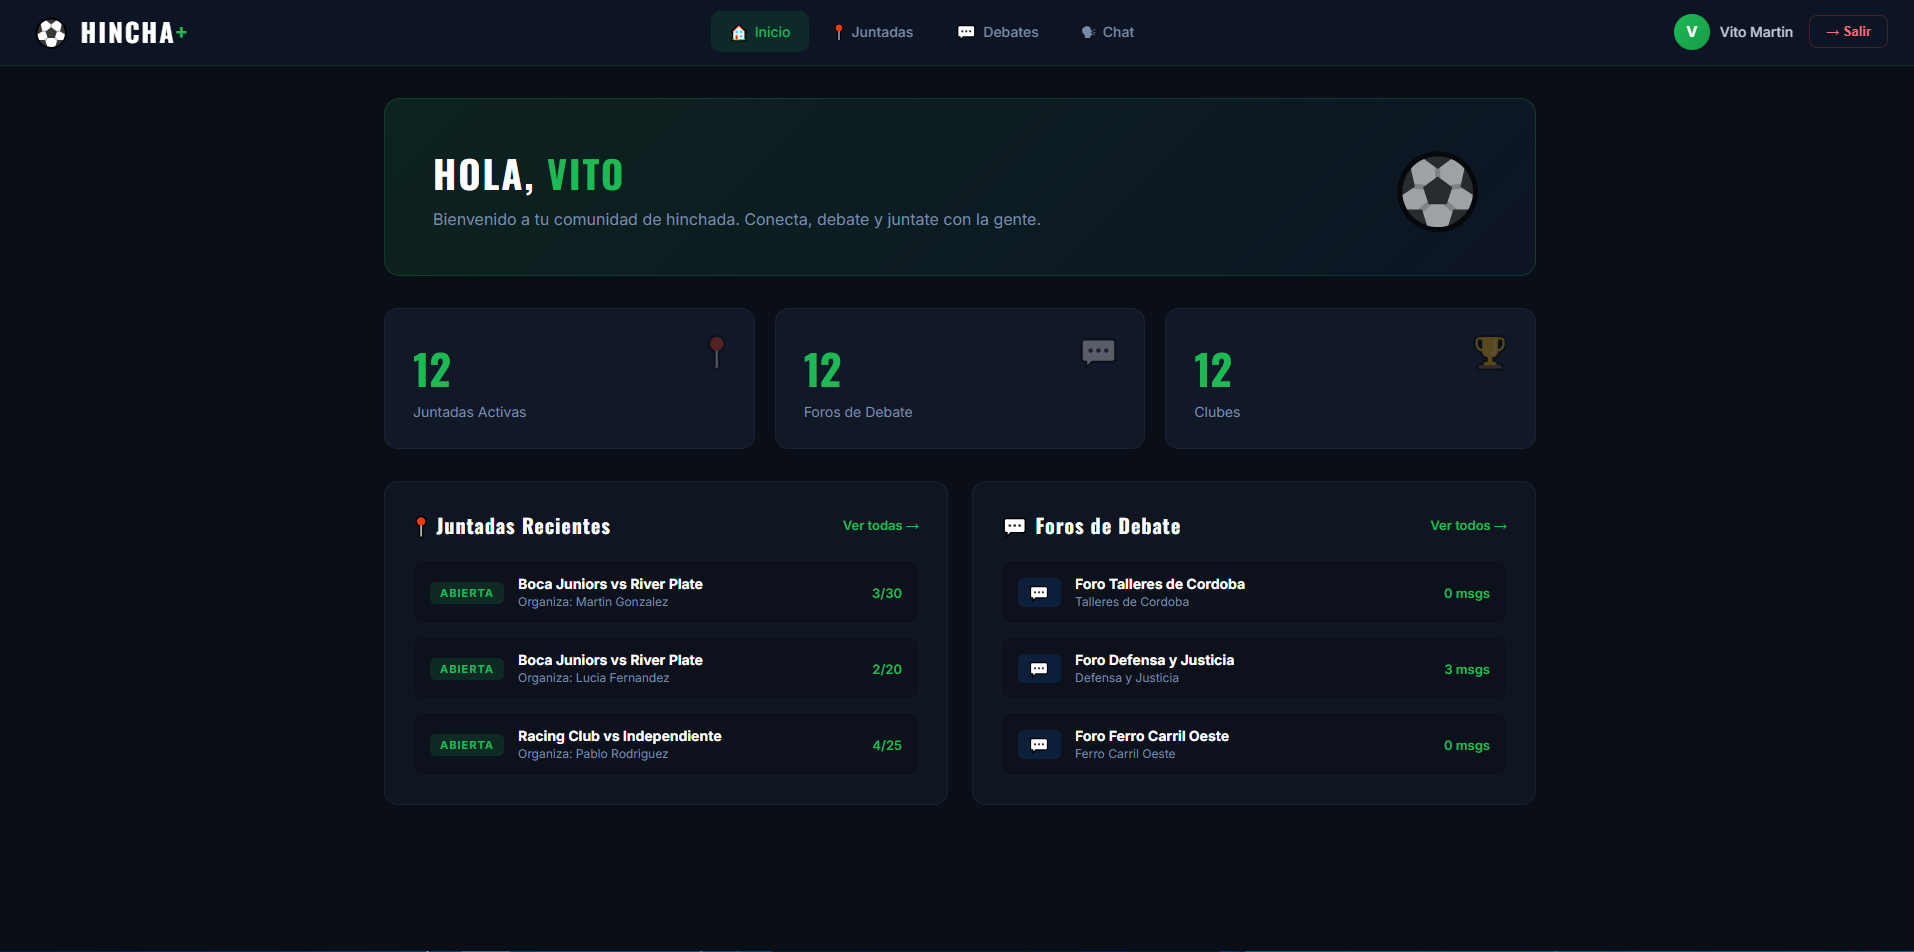 HINCHA+
Inicio
Juntadas
Debates
Chat
V
Vito Martin
→ Salir
HOLA, VITO
Bienvenido a tu comunidad de hinchada. Conecta, debate y juntate con la gente.
12
Juntadas Activas
12
Foros de Debate
12
Clubes
Juntadas Recientes
Ver todas →
ABIERTA
Boca Juniors vs River Plate
Organiza: Martin Gonzalez
3/30
ABIERTA
Boca Juniors vs River Plate
Organiza: Lucia Fernandez
2/20
ABIERTA
Racing Club vs Independiente
Organiza: Pablo Rodriguez
4/25
Foros de Debate
Ver todos →
Foro Talleres de Cordoba
Talleres de Cordoba
0 msgs
Foro Defensa y Justicia
Defensa y Justicia
3 msgs
Foro Ferro Carril Oeste
Ferro Carril Oeste
0 msgs